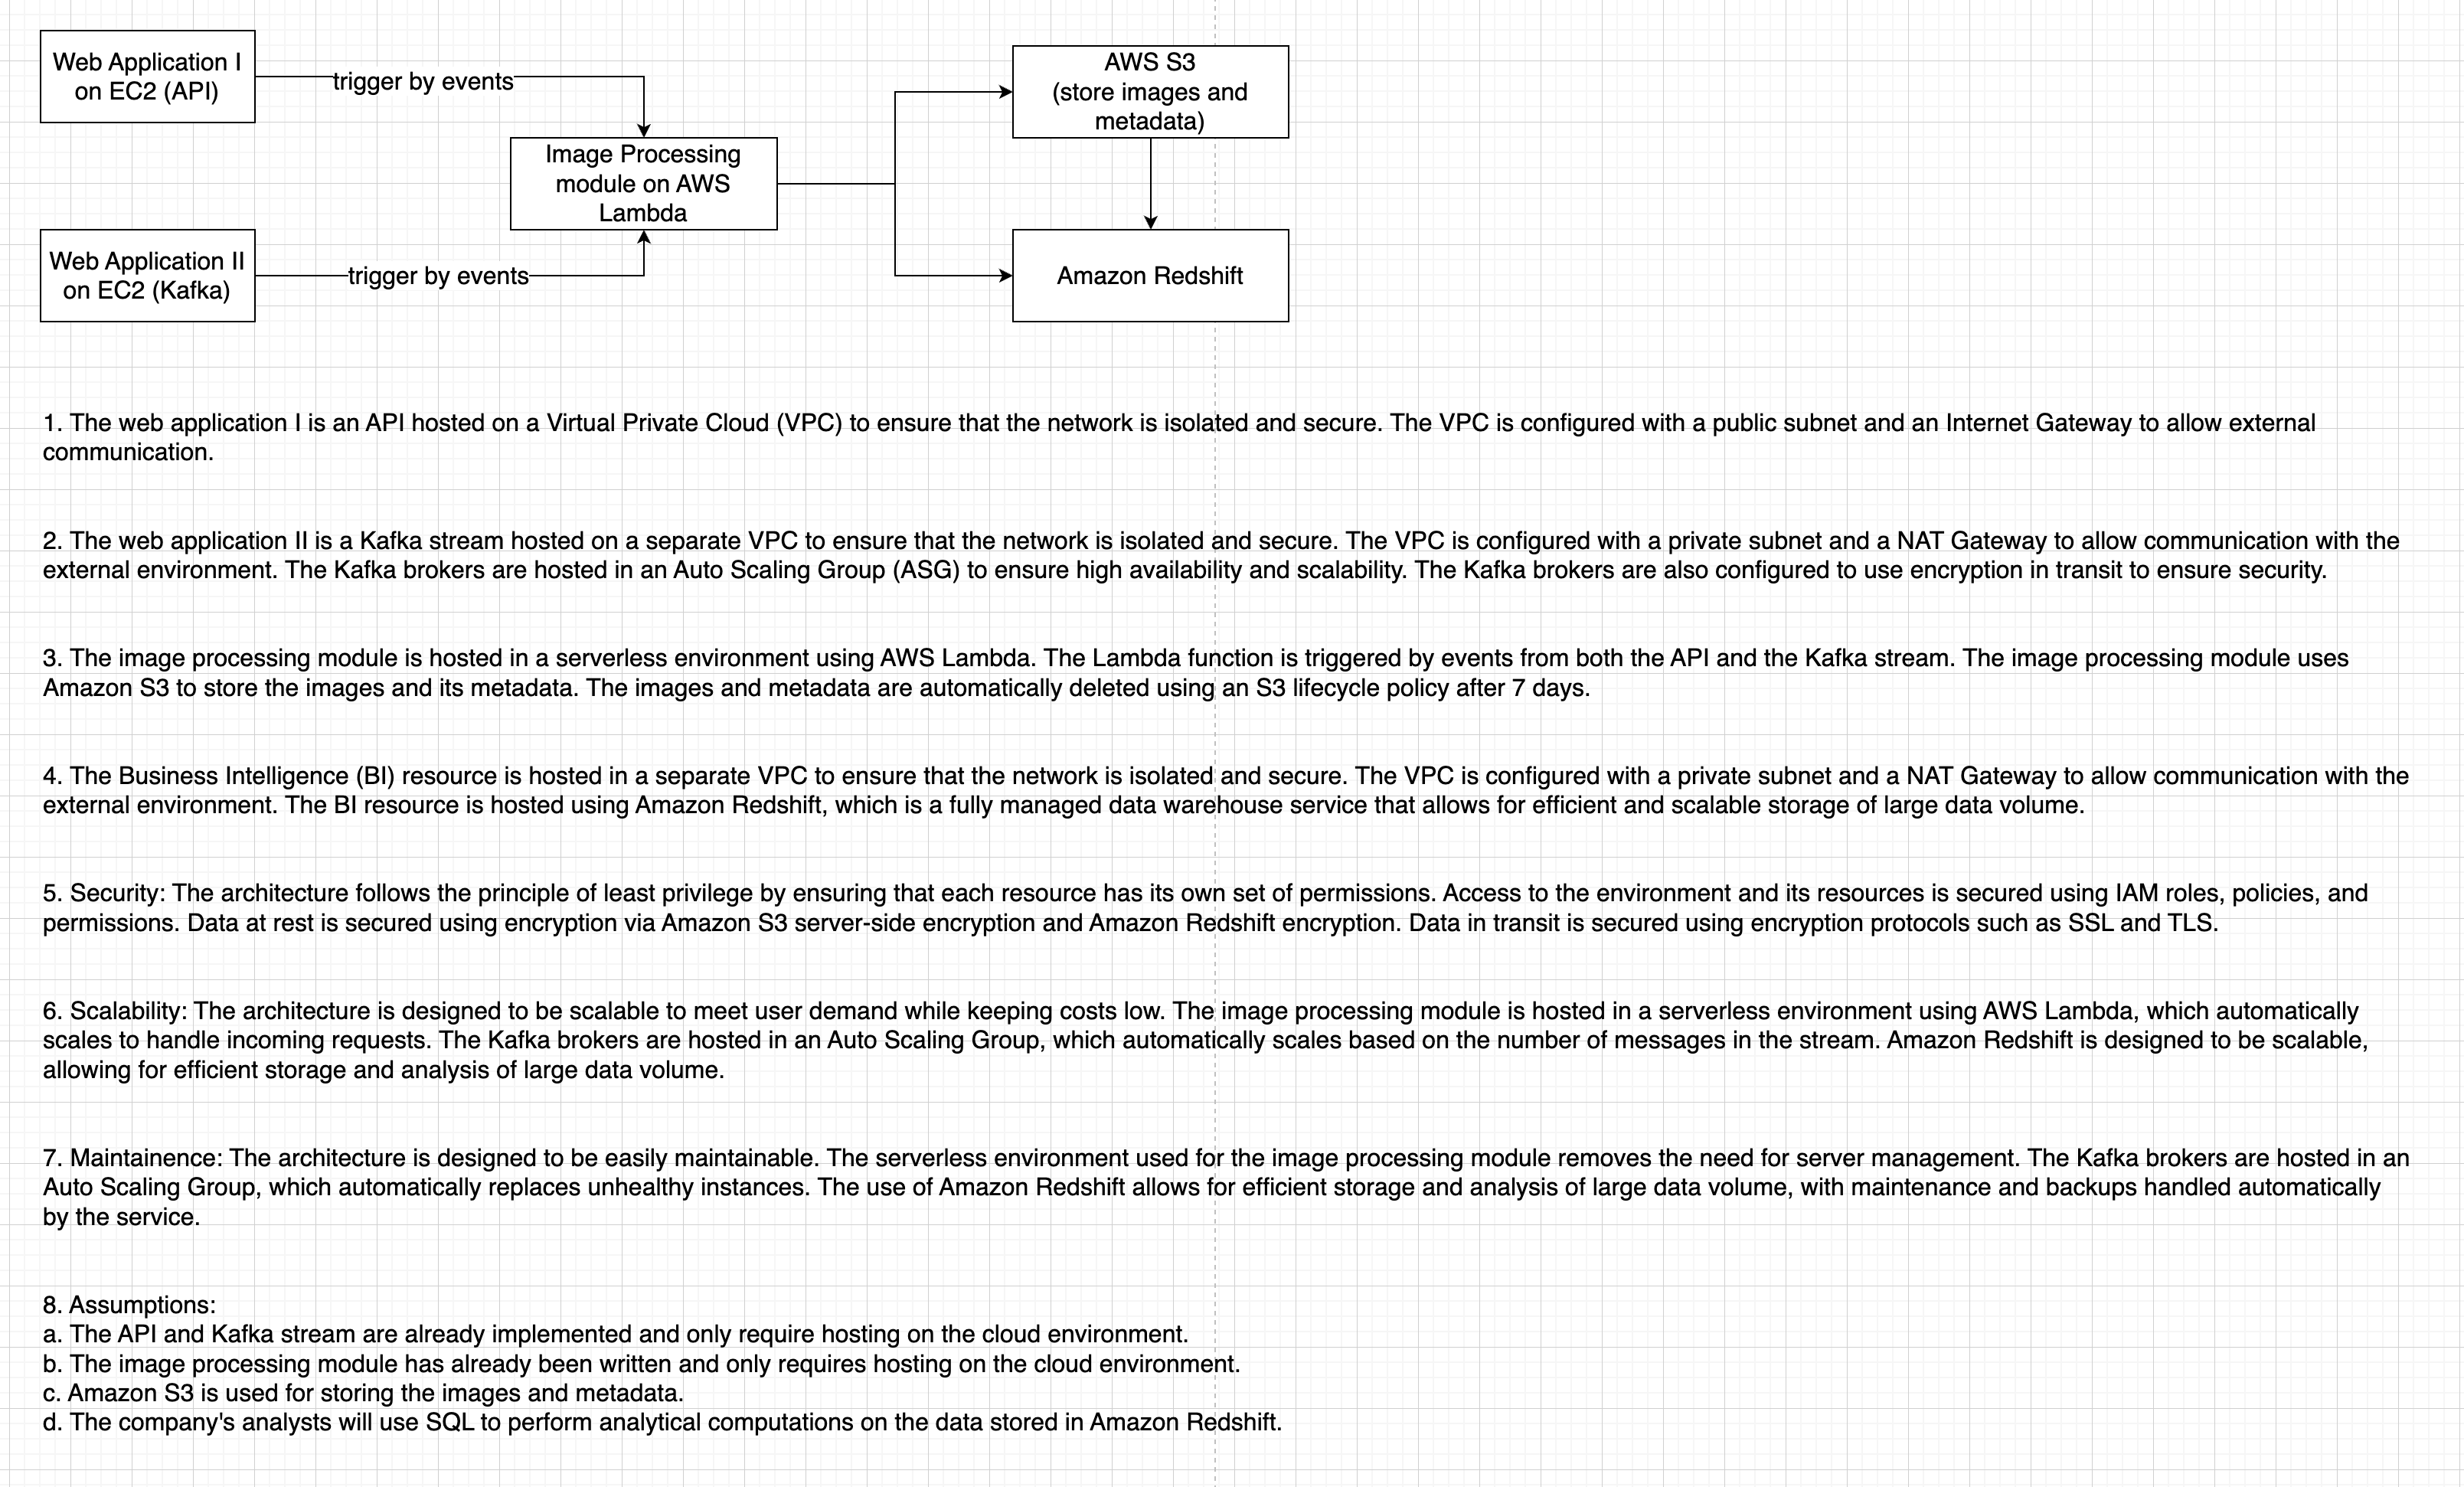 Web Application I
on EC2 (API)
trigger by events
AWS S3
(store images and
metadata)
Image Processing
module on AWS
Lambda
Web Application II
on EC2 (Kafka)
trigger by events
Amazon Redshift
1. The web application I is an API hosted on a Virtual Private Cloud (VPC) to ensure that the network is isolated and secure. The VPC is configured with a public subnet and an Internet Gateway to allow external
communication.
2. The web application II is a Kafka stream hosted on a separate VPC to ensure that the network is isolated and secure. The VPC is configured with a private subnet and a NAT Gateway to allow communication with the
external environment. The Kafka brokers are hosted in an Auto Scaling Group (ASG) to ensure high availability and scalability. The Kafka brokers are also configured to use encryption in transit to ensure security.
3. The image processing module is hosted in a serverless environment using AWS Lambda. The Lambda function is triggered by events from both the API and the Kafka stream. The image processing module uses
Amazon S3 to store the images and its metadata. The images and metadata are automatically deleted using an S3 lifecycle policy after 7 days.
4. The Business Intelligence (BI) resource is hosted in a separate VPC to ensure that the network is isolated and secure. The VPC is configured with a private subnet and a NAT Gateway to allow communication with the
external environment. The BI resource is hosted using Amazon Redshift, which is a fully managed data warehouse service that allows for efficient and scalable storage of large data volume.
5. Security: The architecture follows the principle of least privilege by ensuring that each resource has its own set of permissions. Access to the environment and its resources is secured using IAM roles, policies, and
permissions. Data at rest is secured using encryption via Amazon S3 server-side encryption and Amazon Redshift encryption. Data in transit is secured using encryption protocols such as SSL and TLS.
6. Scalability: The architecture is designed to be scalable to meet user demand while keeping costs low. The image processing module is hosted in a serverless environment using AWS Lambda, which automatically
scales to handle incoming requests. The Kafka brokers are hosted in an Auto Scaling Group, which automatically scales based on the number of messages in the stream. Amazon Redshift is designed to be scalable,
allowing for efficient storage and analysis of large data volume.
7. Maintainence: The architecture is designed to be easily maintainable. The serverless environment used for the image processing module removes the need for server management. The Kafka brokers are hosted in an
Auto Scaling Group, which automatically replaces unhealthy instances. The use of Amazon Redshift allows for efficient storage and analysis of large data volume, with maintenance and backups handled automatically
by the service.
8. Assumptions:
a. The API and Kafka stream are already implemented and only require hosting on the cloud environment.
b. The image processing module has already been written and only requires hosting on the cloud environment.
c. Amazon S3 is used for storing the images and metadata.
d. The company's analysts will use SQL to perform analytical computations on the data stored in Amazon Redshift.